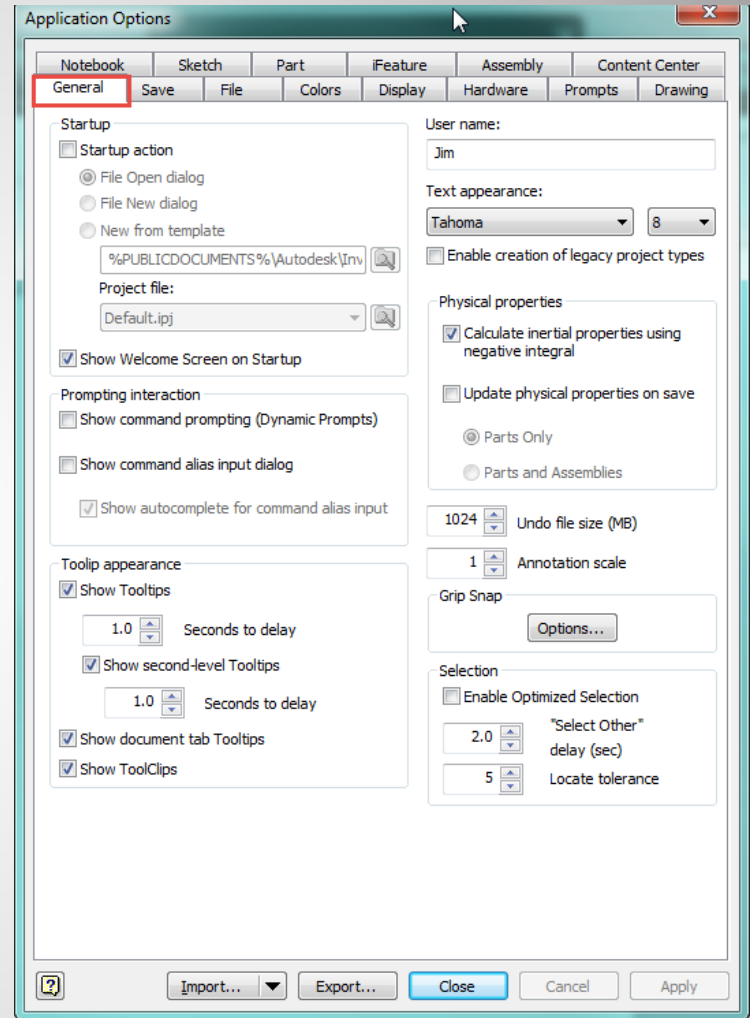 Application Options
Notebook Sketch Part iFeature Assembly Content Center
General Save File Colors Display Hardware Prompts Drawing
Startup
Startup action
File Open dialog
File New dialog
New from template
%PUBLICDOCUMENTS%\Autodesk\Inv
Project file:
Default.ipj
Show Welcome Screen on Startup
Prompting interaction
Show command prompting (Dynamic Prompts)
Show command alias input dialog
Show autocomplete for command alias input
Toolip appearance
Show Tooltips
1.0 Seconds to delay
Show second-level Tooltips
1.0 Seconds to delay
Show document tab Tooltips
Show ToolClips
User name:
Jim
Text appearance:
Tahoma 8
Enable creation of legacy project types
Physical properties
Calculate inertial properties using
negative integral
Update physical properties on save
Parts Only
Parts and Assemblies
1024 Undo file size (MB)
1 Annotation scale
Grip Snap
Options...
Selection
Enable Optimized Selection
2.0 "Select Other"
delay (sec)
5 Locate tolerance
Import... Export... Close Cancel Apply